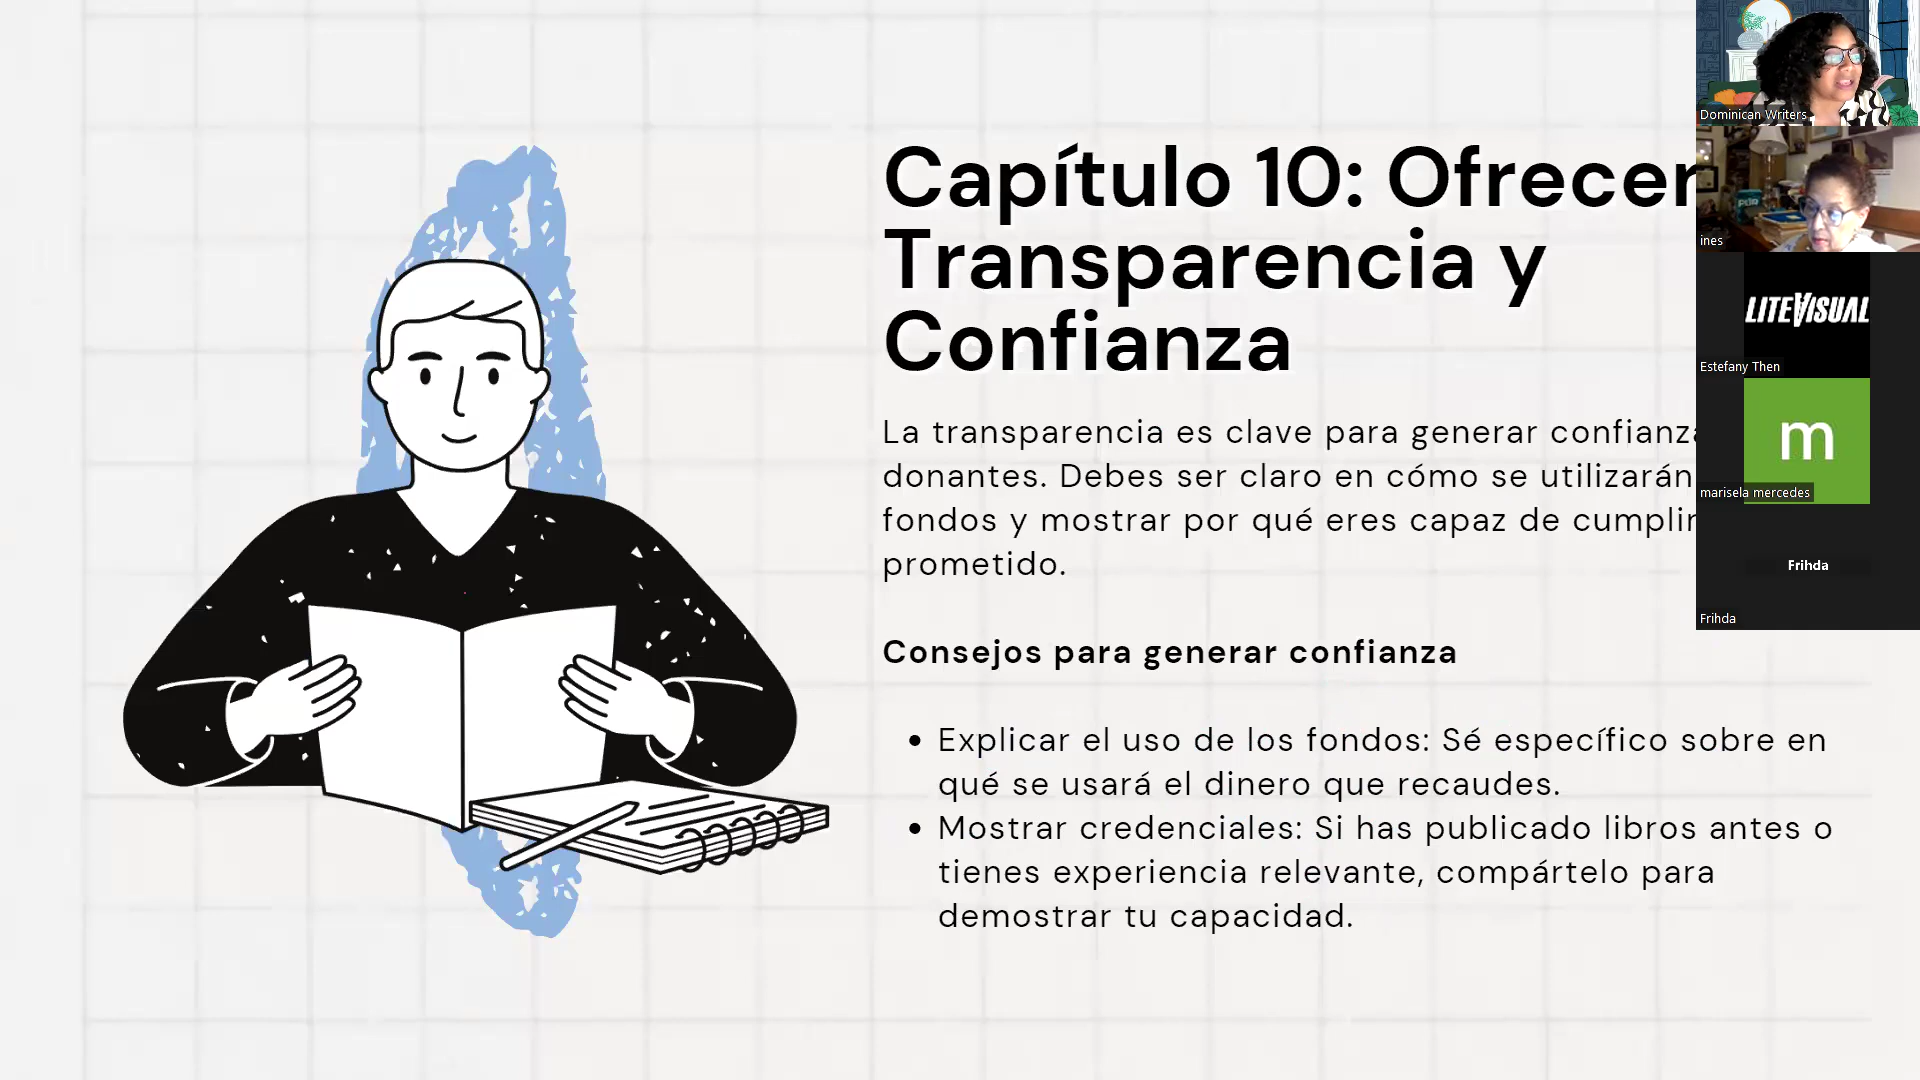 Capítulo 10: Ofrecer
Transparencia y
Confianza
La transparencia es clave para generar confianza
donantes. Debes ser claro en cómo se utilizarán
fondos y mostrar por qué eres capaz de cumplir
prometido.
Consejos para generar confianza
Explicar el uso de los fondos: Sé específico sobre en
qué se usará el dinero que recaudes.
Mostrar credenciales: Si has publicado libros antes o
tienes experiencia relevante, compártelo para
demostrar tu capacidad.
Dominican Writers
ines
LITEVISUAL
Estefany Then
m
marisela mercedes
Frihda
Frihda